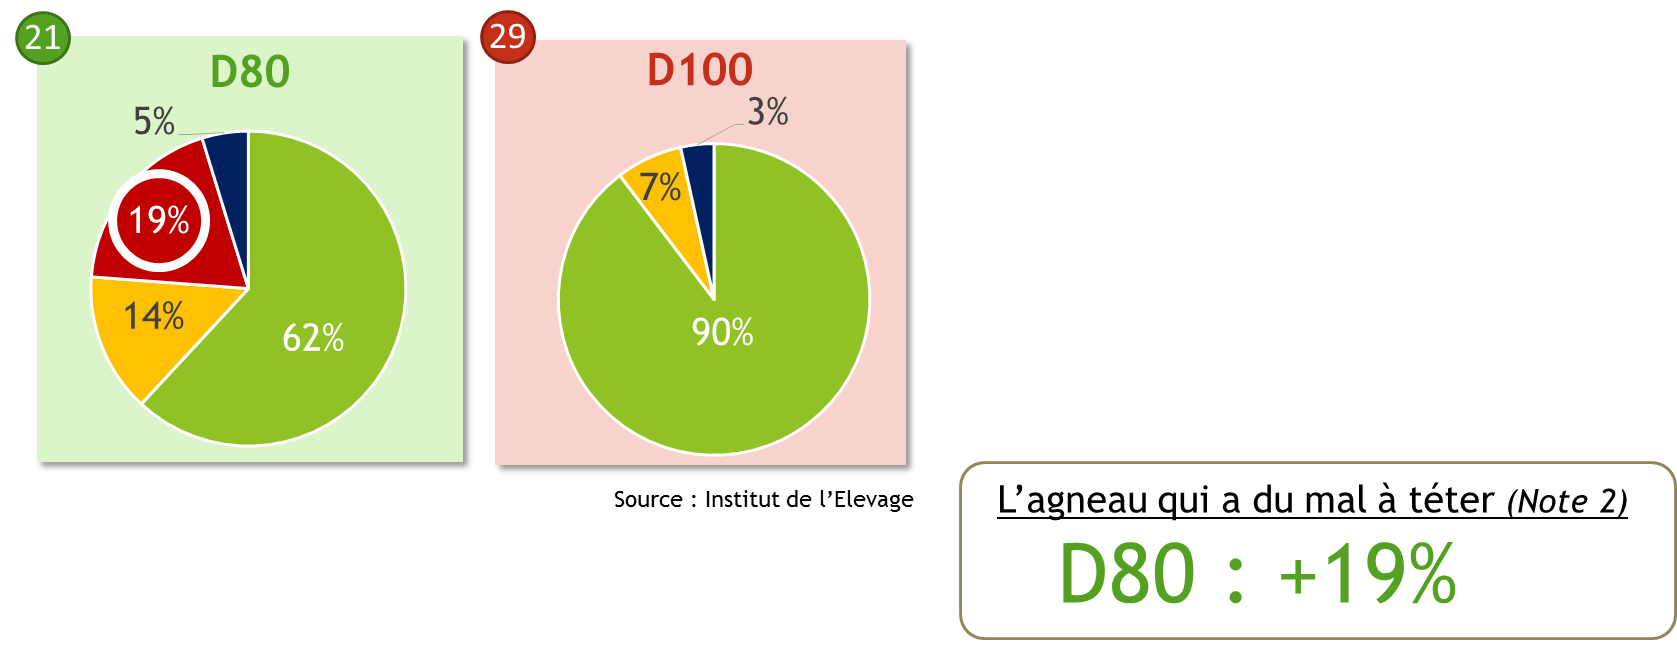 21
D80
5%
19%
14%
62%
29
D100
3%
7%
90%
Source : Institut de l’Elevage
L’agneau qui a du mal à téter (Note 2)
D80 : +19%